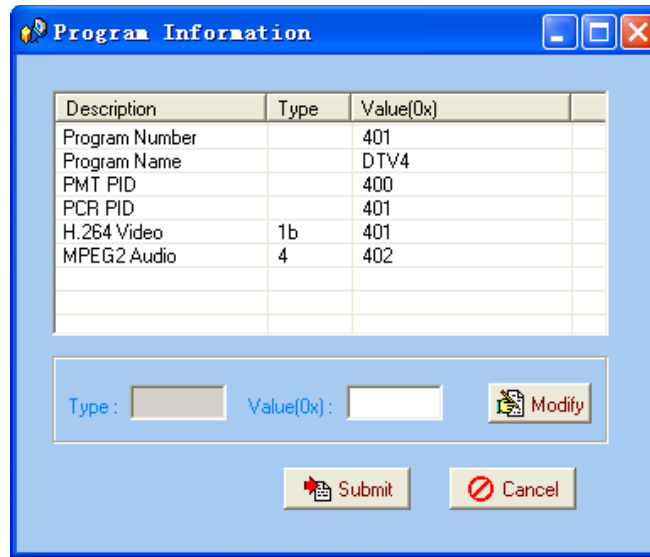 Program Information
Description Type Value(0x)
Program Number 401
Program Name DTV4
PMT PID 400
PCR PID 401
H.264 Video 1b 401
MPEG2 Audio 4 402
Type : Value(0x) : Modify
Submit Cancel